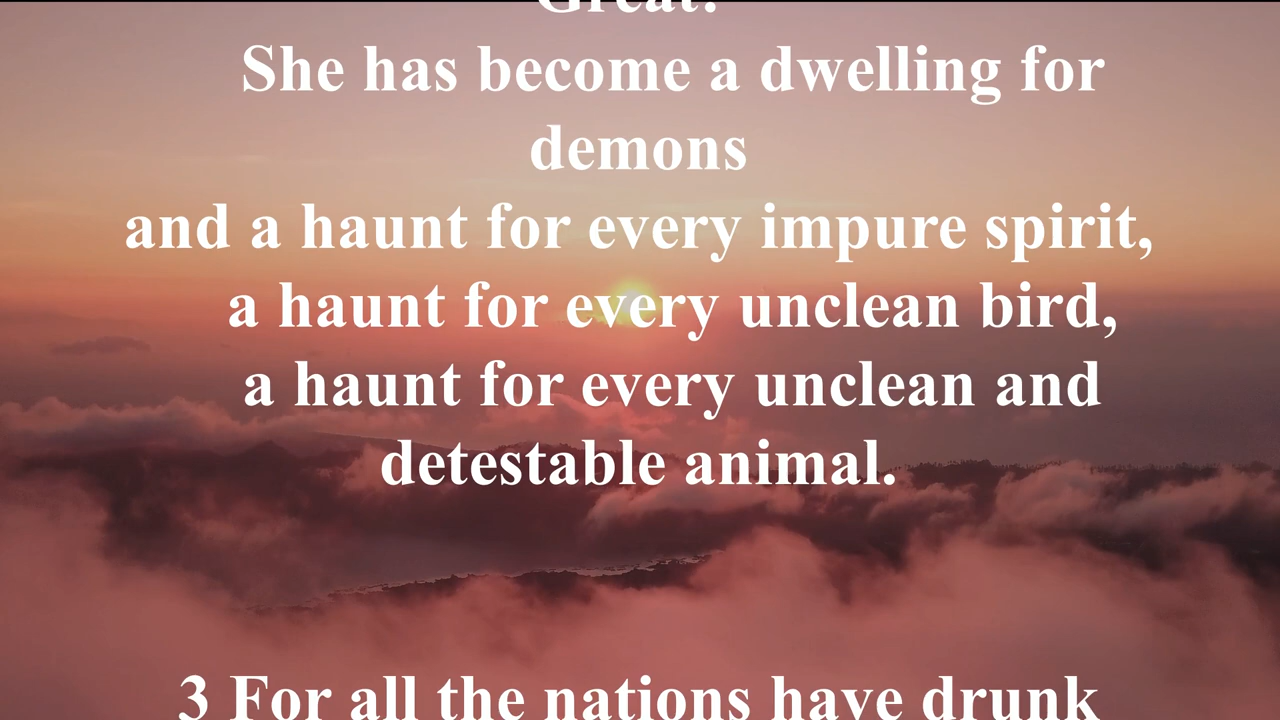 Great!
She has become a dwelling for
demons
and a haunt for every impure spirit,
a haunt for every unclean bird,
a haunt for every unclean and
detestable animal.
3 For all the nations have drunk